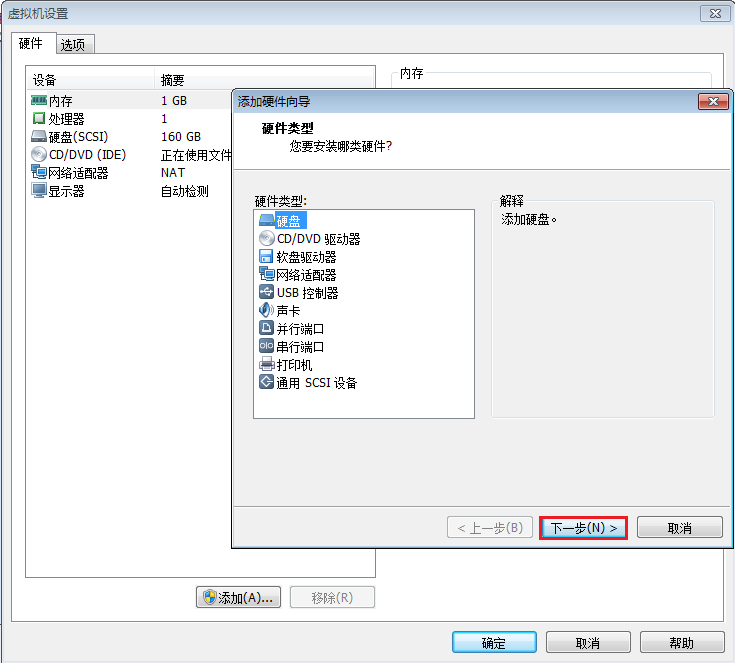 虚拟机设置
硬件 选项
设备 摘要
内存 1 GB
处理器 1
硬盘(SCSI) 160 GB
CD/DVD (IDE) 正在使用文件
网络适配器 NAT
显示器 自动检测
内存
添加硬件向导
硬件类型
您要安装哪类硬件?
硬件类型:
硬盘
CD/DVD 驱动器
软盘驱动器
网络适配器
USB 控制器
声卡
并行端口
串行端口
打印机
通用 SCSI 设备
解释
添加硬盘。
< 上一步(B) 下一步(N) > 取消
添加(A)... 移除(R)
确定 取消 帮助